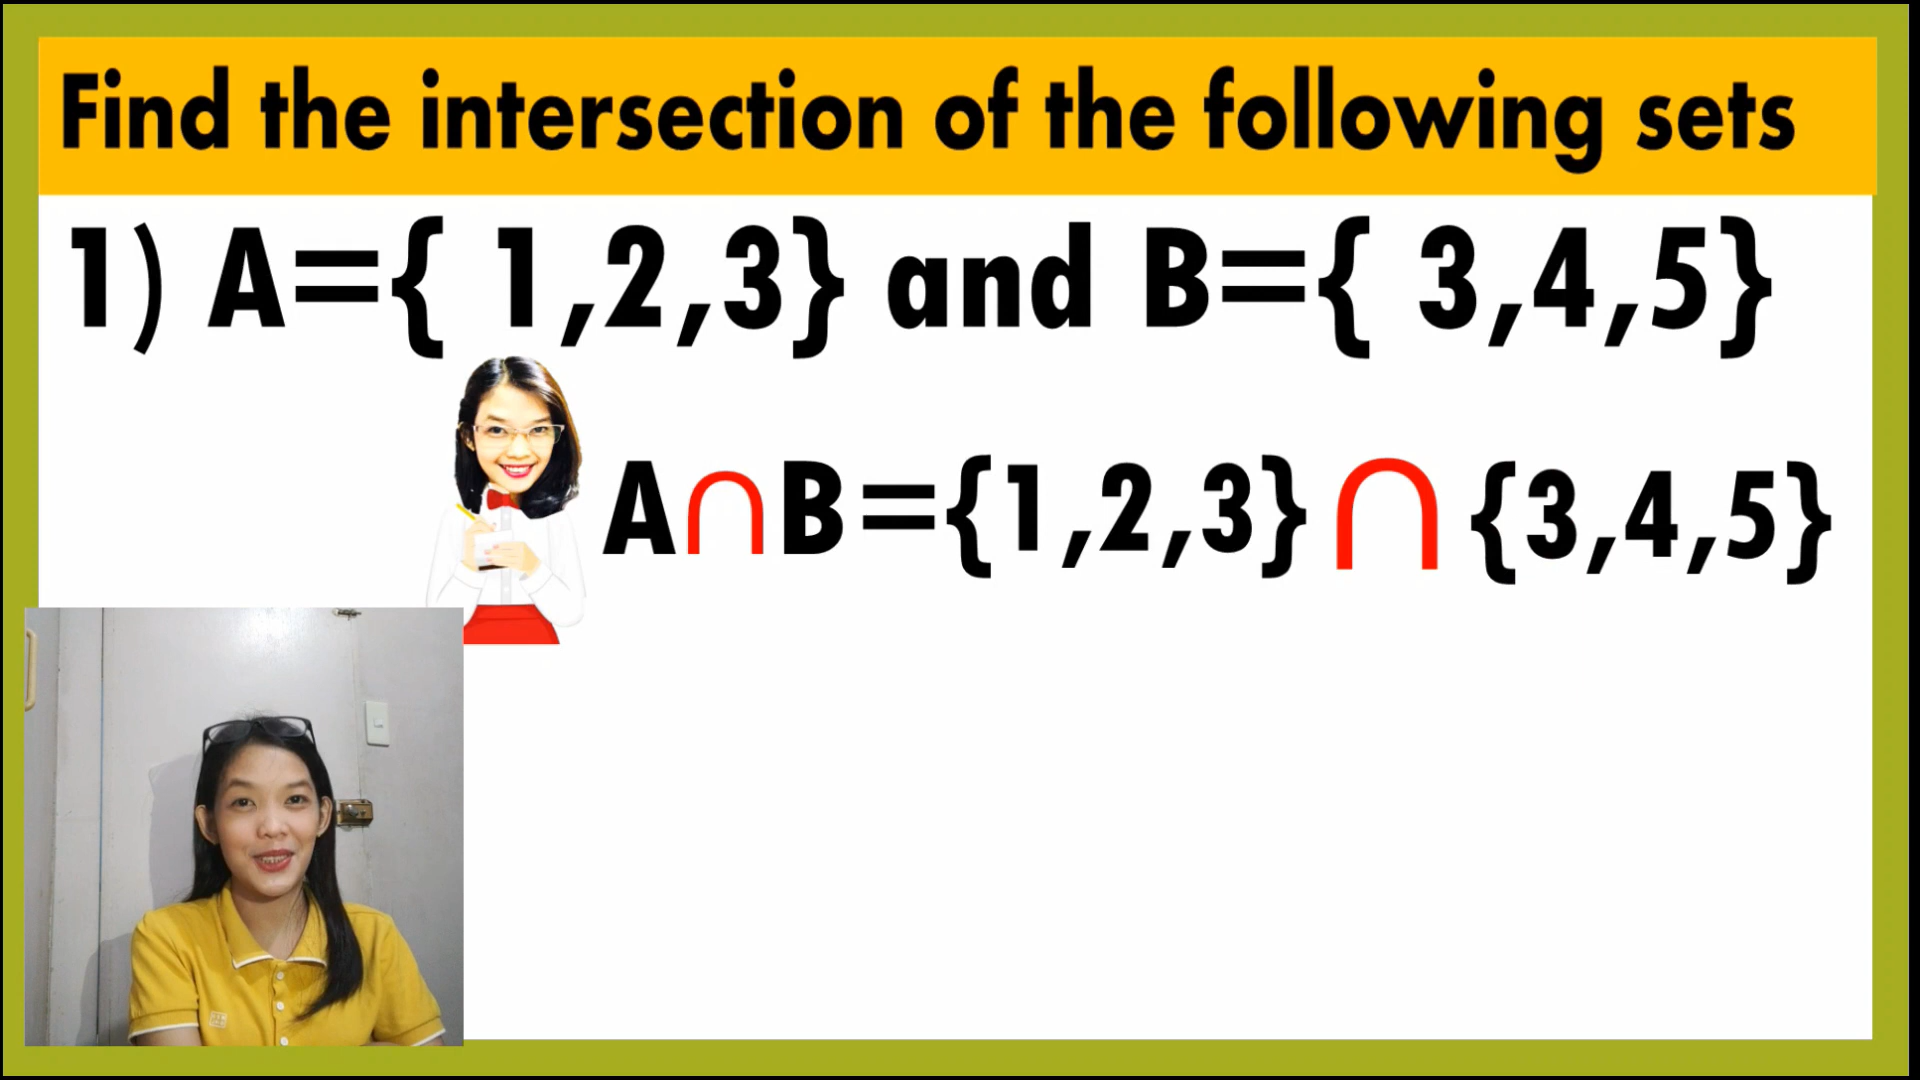 Find the intersection of the following sets
1) A={ 1,2,3} and B={ 3,4,5}
A∩B={1,2,3} ∩ {3,4,5}